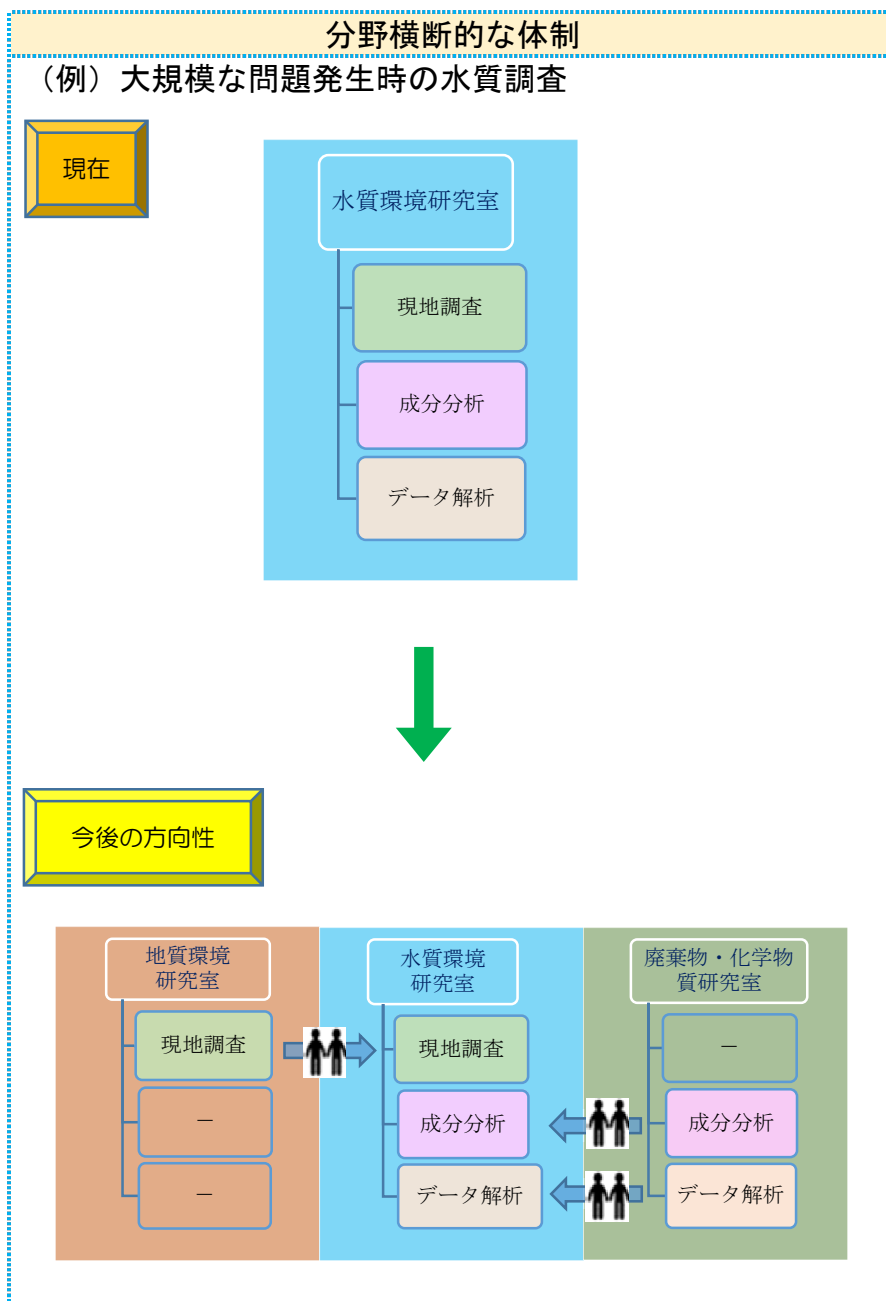 分野横断的な体制
（例）大規模な問題発生時の水質調査
現在
水質環境研究室
現地調査
成分分析
データ解析
今後の方向性
地質環境
研究室
現地調査
－
－
水質環境
研究室
現地調査
成分分析
データ解析
廃棄物・化学物
質研究室
－
成分分析
データ解析